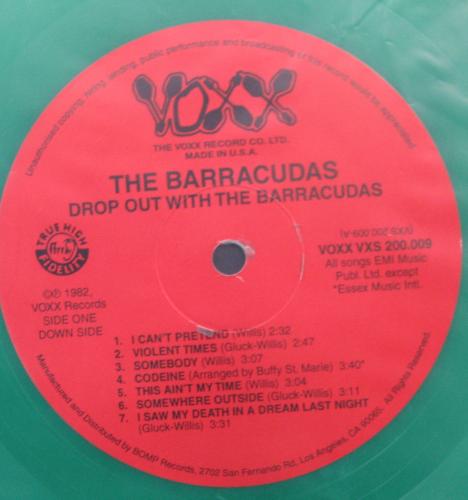 Unauthorised copying, hiring, lending, public performance and broadcasting of this record would be appreciated
VOXX
THE VOXX RECORD CO. LTD.
MADE IN U.S.A.
THE BARRACUDAS
DROP OUT WITH THE BARRACUDAS
TRUE HIGH
FIDELITY
(VXS 200.009-A)
VOXX VXS 200.009
All songs EMI Music
Publ. Ltd. except
*Essex Music Intl.
©℗ 1982,
VOXX Records
SIDE ONE
DOWN SIDE
1. I CAN'T PRETEND (Willis) 2:32
2. VIOLENT TIMES (Gluck-Willis) 2:47
3. SOMEBODY (Willis) 3:07
4. CODEINE (Arranged by Buffy St. Marie) 3:40*
5. THIS AIN'T MY TIME (Willis) 3:04
6. SOMEWHERE OUTSIDE (Gluck-Willis) 3:11
7. I SAW MY DEATH IN A DREAM LAST NIGHT
(Gluck-Willis) 3:31
Manufactured and Distributed by BOMP Records, 2702 San Fernando Rd, Los Angeles, CA 90065. All Rights Reserved.